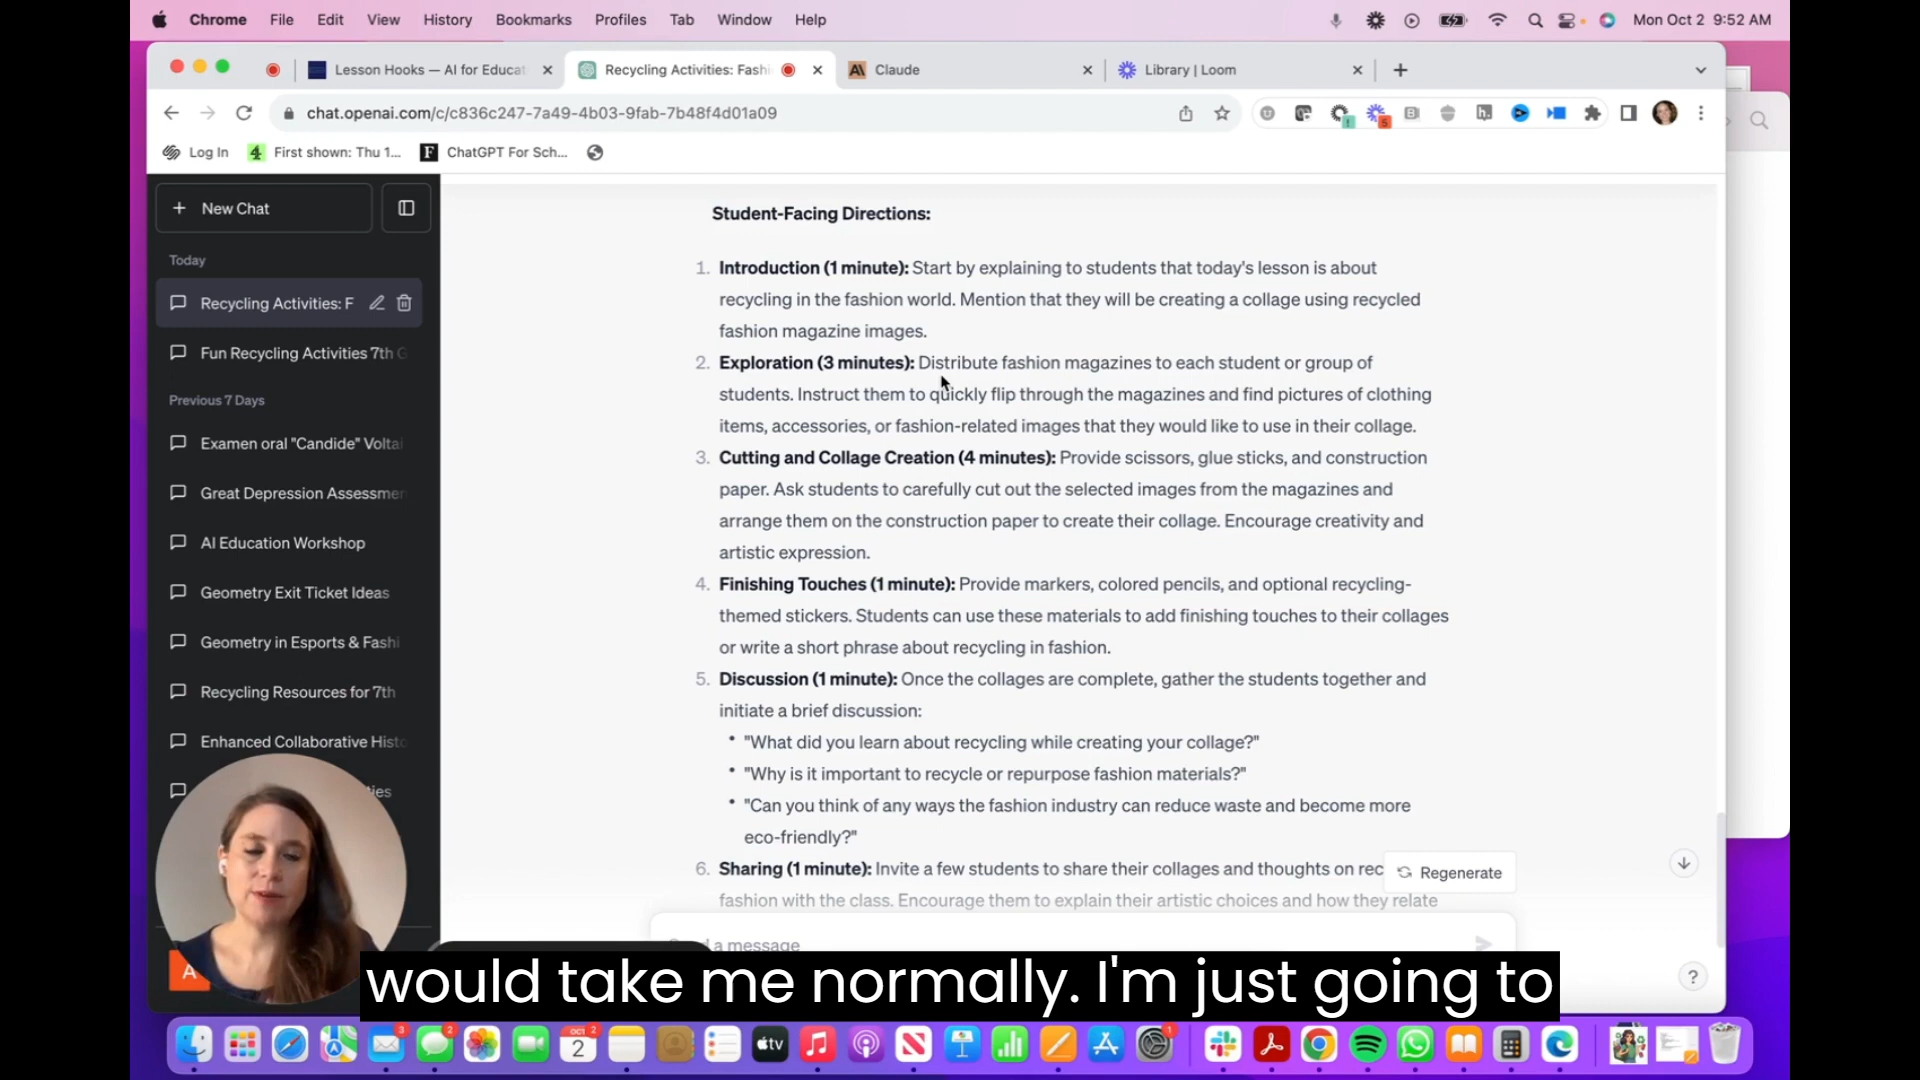 Chrome File Edit View History Bookmarks Profiles Tab Window Help Mon Oct 2 9:52 AM
Lesson Hooks — AI for Educat Recycling Activities: Fashi Claude Library | Loom
chat.openai.com/c/c836c247-7a49-4b03-9fab-7b48f4d01a09
Log In First shown: Thu 1... ChatGPT For Sch...
New Chat
Today
Recycling Activities: F
Fun Recycling Activities 7th G
Previous 7 Days
Examen oral "Candide" Voltai
Great Depression Assessmen
AI Education Workshop
Geometry Exit Ticket Ideas
Geometry in Esports & Fashi
Recycling Resources for 7th
Enhanced Collaborative Histo
ties
A
Student-Facing Directions:
1. Introduction (1 minute): Start by explaining to students that today's lesson is about
recycling in the fashion world. Mention that they will be creating a collage using recycled
fashion magazine images.
2. Exploration (3 minutes): Distribute fashion magazines to each student or group of
students. Instruct them to quickly flip through the magazines and find pictures of clothing
items, accessories, or fashion-related images that they would like to use in their collage.
3. Cutting and Collage Creation (4 minutes): Provide scissors, glue sticks, and construction
paper. Ask students to carefully cut out the selected images from the magazines and
arrange them on the construction paper to create their collage. Encourage creativity and
artistic expression.
4. Finishing Touches (1 minute): Provide markers, colored pencils, and optional recycling-
themed stickers. Students can use these materials to add finishing touches to their collages
or write a short phrase about recycling in fashion.
5. Discussion (1 minute): Once the collages are complete, gather the students together and
initiate a brief discussion:
• "What did you learn about recycling while creating your collage?"
• "Why is it important to recycle or repurpose fashion materials?"
• "Can you think of any ways the fashion industry can reduce waste and become more
eco-friendly?"
6. Sharing (1 minute): Invite a few students to share their collages and thoughts on rec
fashion with the class. Encourage them to explain their artistic choices and how they relate
Regenerate
a message
?
would take me normally. I'm just going to
3 2 OCT 2 2 tv 1